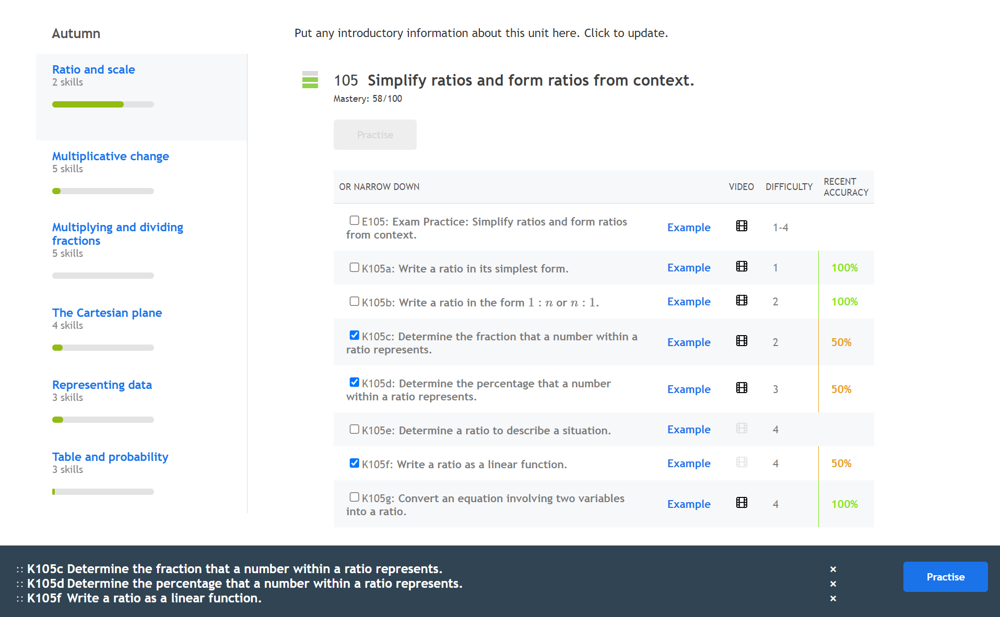 Autumn
Put any introductory information about this unit here. Click to update.
Ratio and scale
2 skills
Multiplicative change
5 skills
Multiplying and dividing
fractions
5 skills
The Cartesian plane
4 skills
Representing data
3 skills
Table and probability
3 skills
105 Simplify ratios and form ratios from context.
Mastery: 58/100
Practise
OR NARROW DOWN VIDEO DIFFICULTY RECENT ACCURACY
E105: Exam Practice: Simplify ratios and form ratios
from context. Example 1-4
K105a: Write a ratio in its simplest form. Example 1 100%
K105b: Write a ratio in the form 1 : n or n : 1. Example 2 100%
K105c: Determine the fraction that a number within a
ratio represents. Example 2 50%
K105d: Determine the percentage that a number
within a ratio represents. Example 3 50%
K105e: Determine a ratio to describe a situation. Example 4
K105f: Write a ratio as a linear function. Example 4 50%
K105g: Convert an equation involving two variables
into a ratio. Example 4 100%
:: K105c Determine the fraction that a number within a ratio represents. ×
:: K105d Determine the percentage that a number within a ratio represents. ×
:: K105f Write a ratio as a linear function. ×
Practise